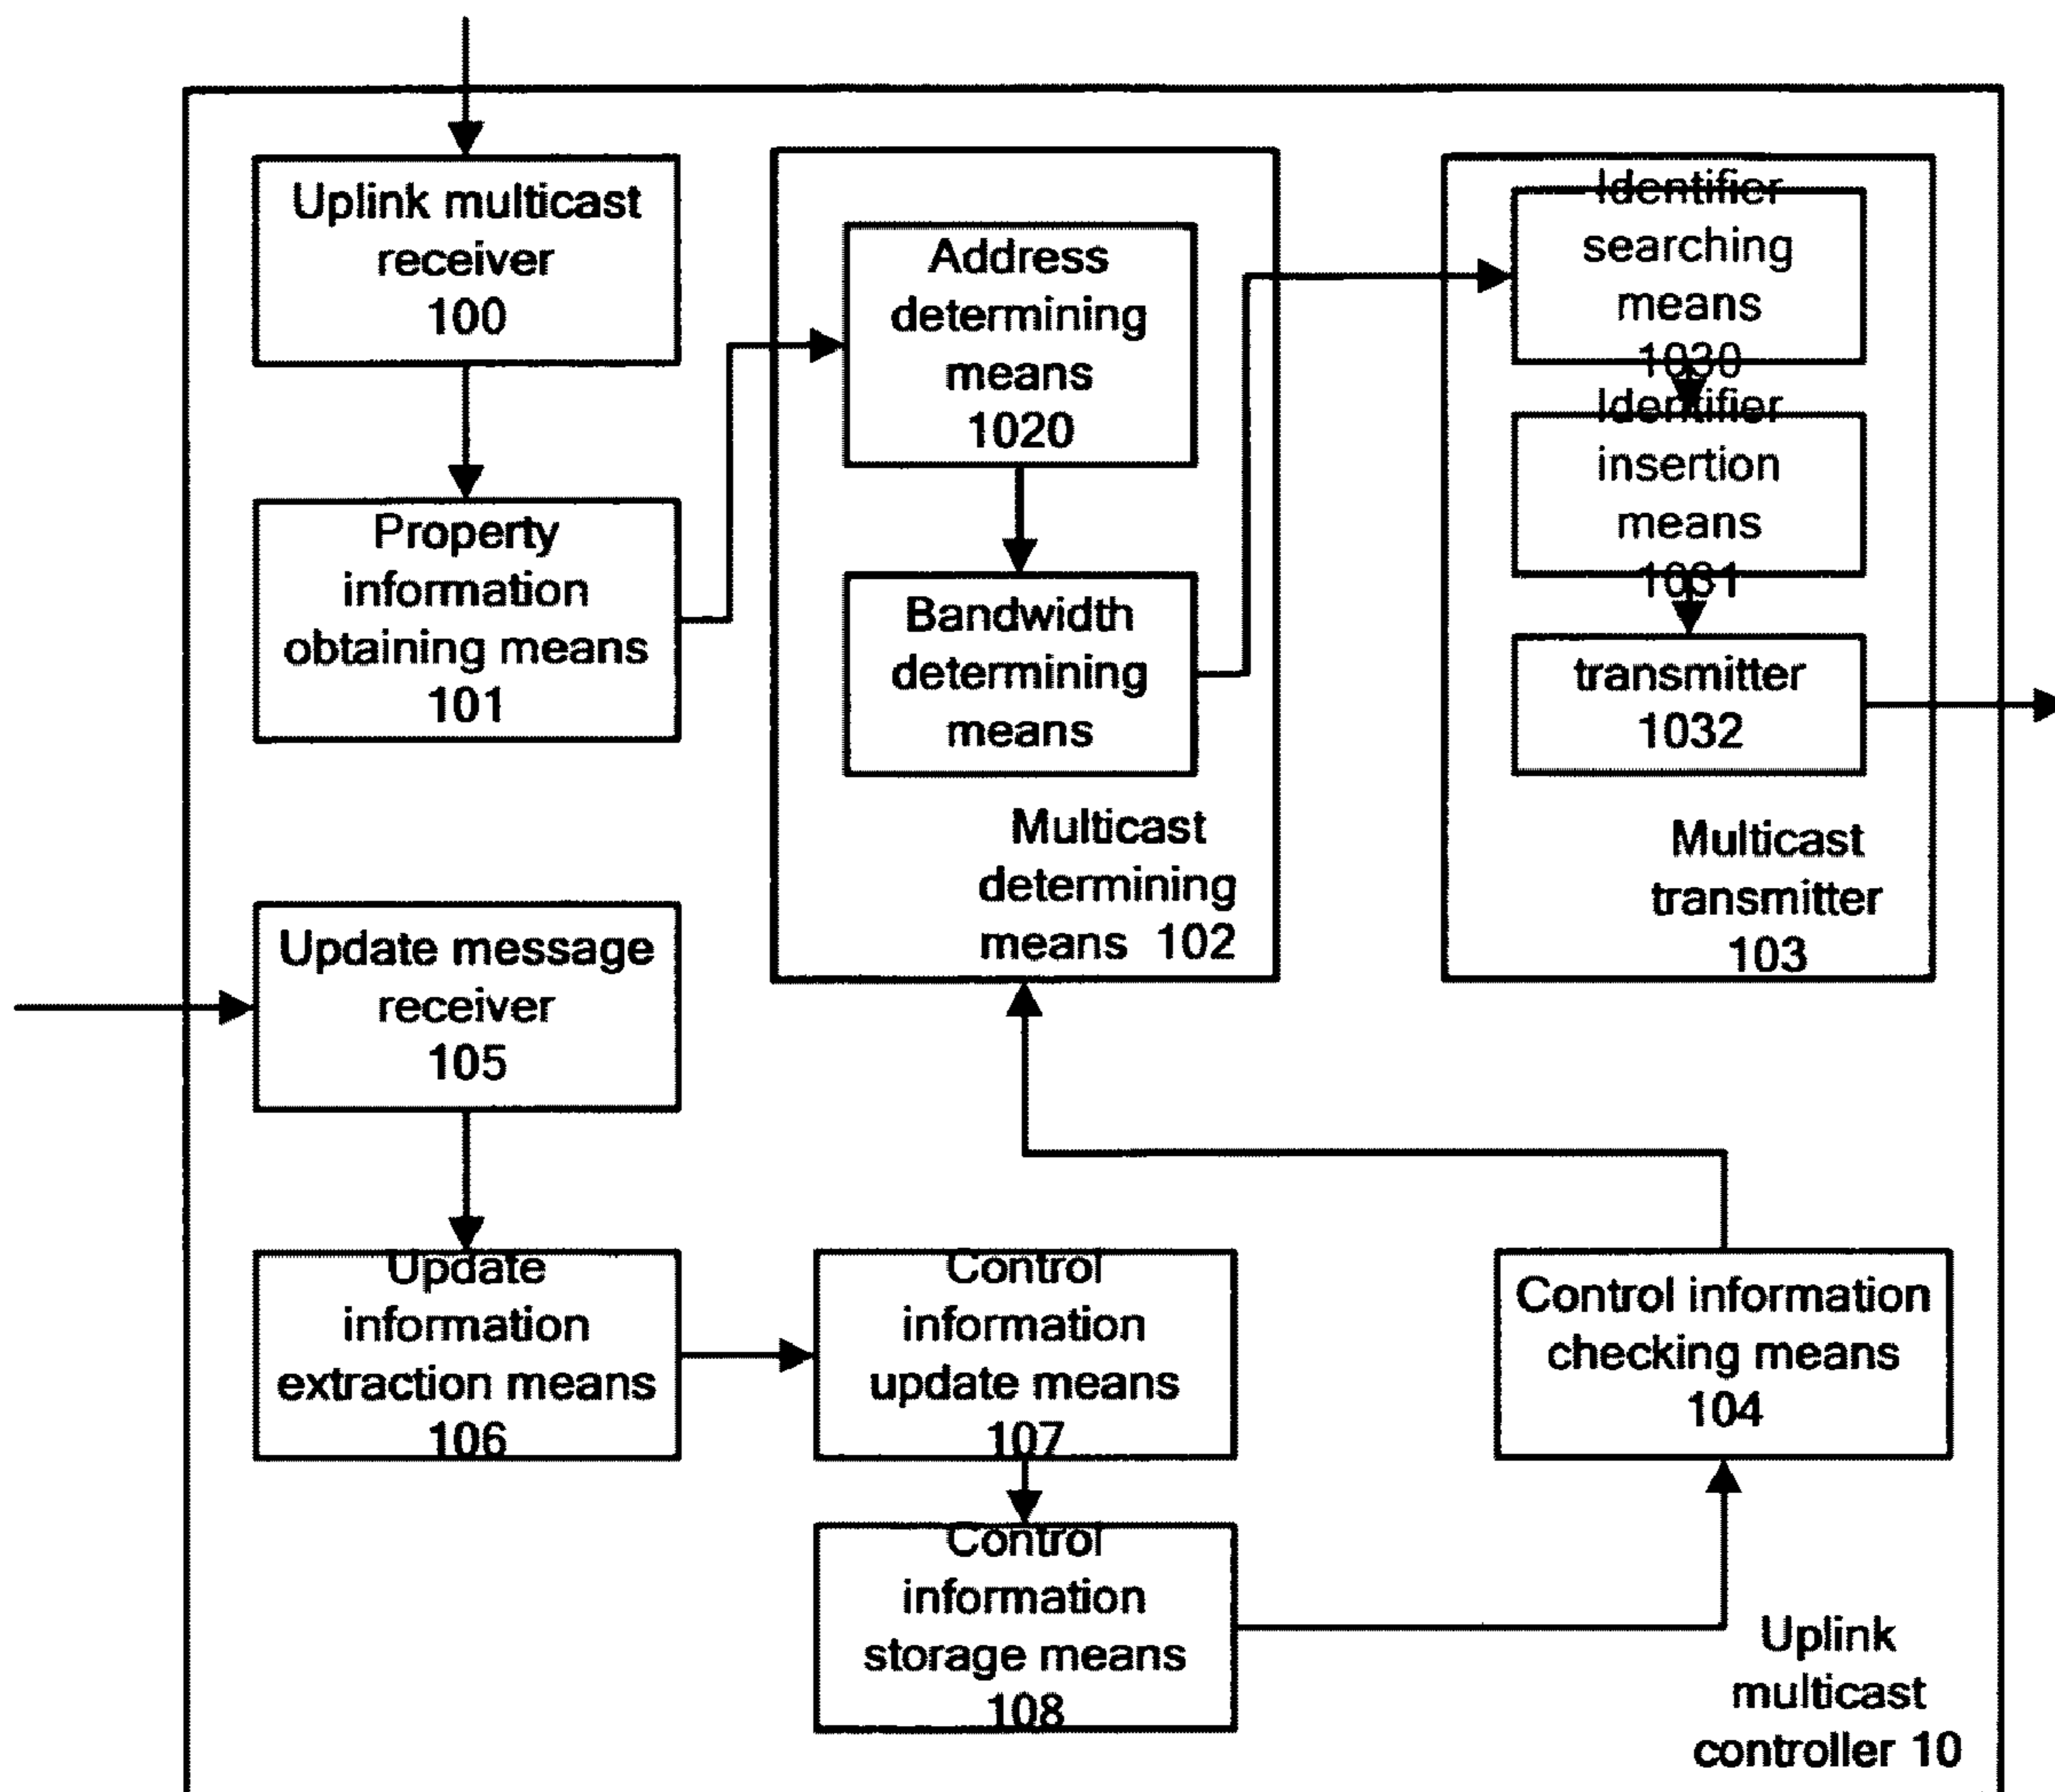 Uplink multicast
receiver
100
Property
information
obtaining means
101
Address
determining
means
1020
Bandwidth
determining
means
Multicast
determining
means 102
Identifier
searching
means
1030
Identifier
insertion
means
1031
transmitter
1032
Multicast
transmitter
103
Update message
receiver
105
Update
information
extraction means
106
Control
information
update means
107
Control
information
storage means
108
Control information
checking means
104
Uplink
multicast
controller 10